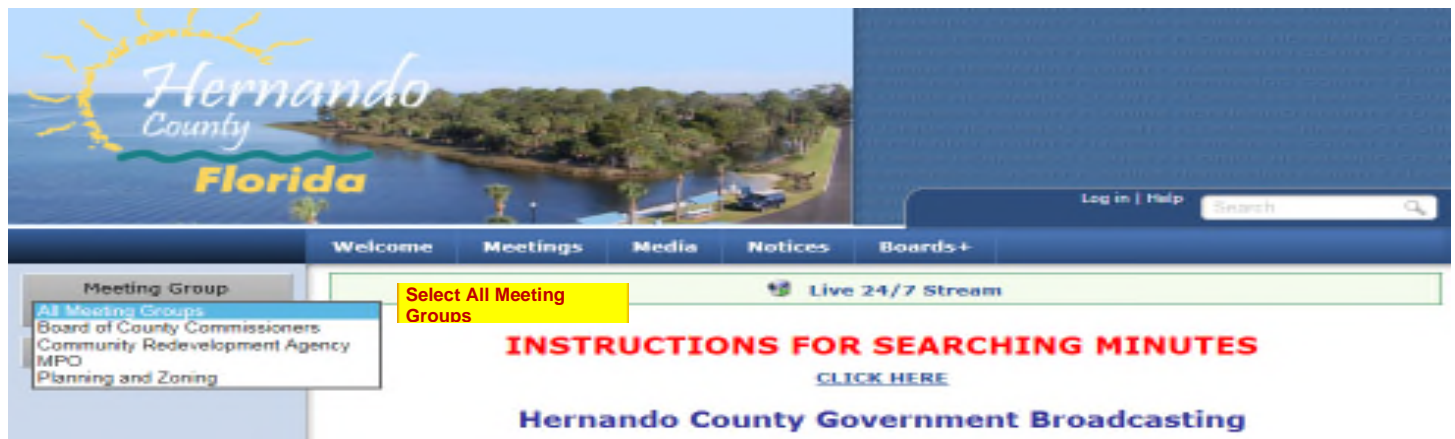 Hernando
County
Florida
Log in | Help
Search
Welcome Meetings Media Notices Boards+
Meeting Group
All Meeting Groups
Board of County Commissioners
Community Redevelopment Agency
MPO
Planning and Zoning
Select All Meeting
Groups
Live 24/7 Stream
INSTRUCTIONS FOR SEARCHING MINUTES
CLICK HERE
Hernando County Government Broadcasting